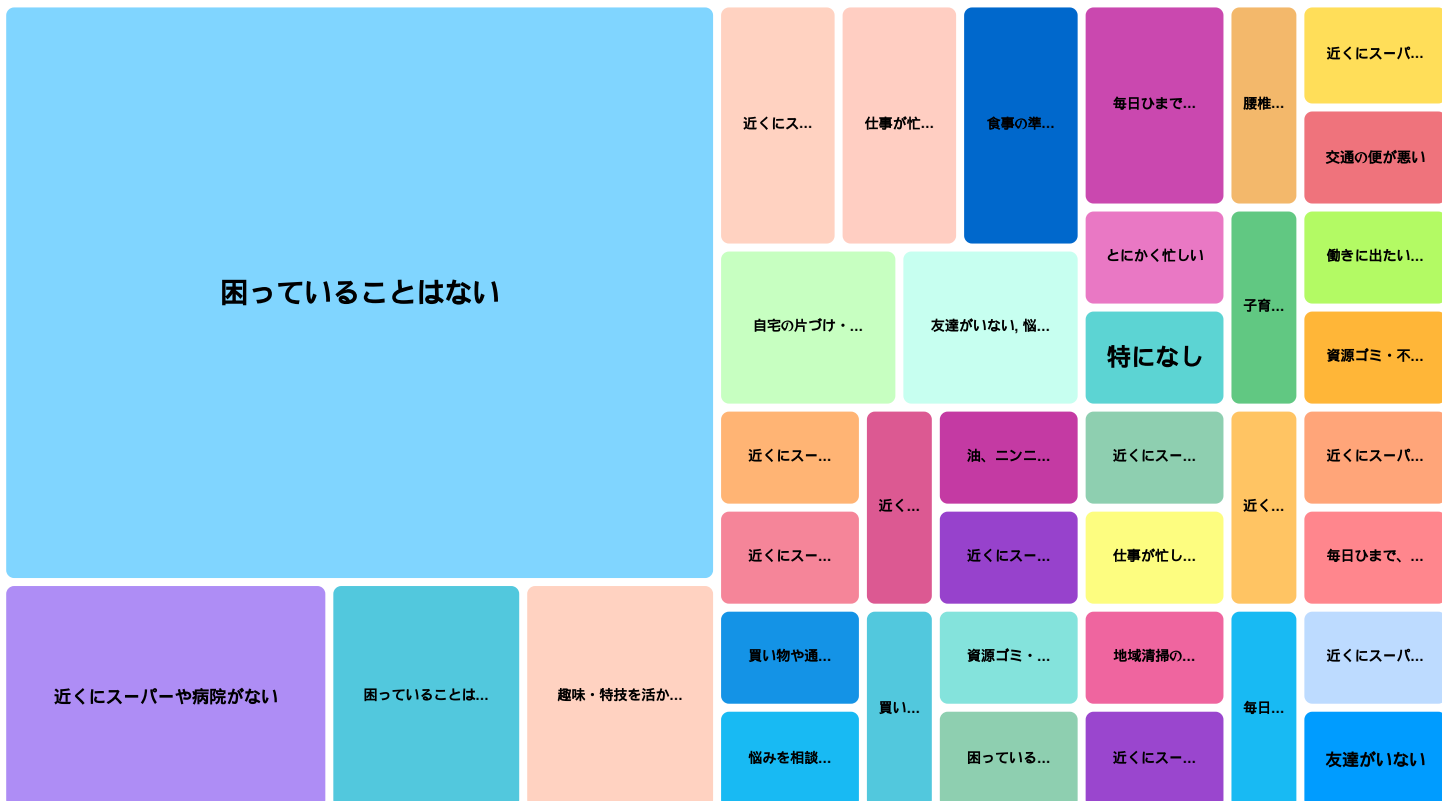 困っていることはない
近くにスーパーや病院がない
困っていることは...
趣味・特技を活か...
近くにス...
仕事が忙...
食事の準...
自宅の片づけ・...
友達がいない, 悩...
毎日ひまで...
腰椎...
近くにスーパ...
交通の便が悪い
とにかく忙しい
子育...
働きに出たい...
特になし
資源ゴミ・不...
近くにスー...
近く...
油、ニンニ...
近くにスー...
近く...
近くにスーパ...
近くにスー...
近くにスー...
仕事が忙し...
毎日ひまで、...
買い物や通...
買い...
資源ゴミ・...
地域清掃の...
毎日...
近くにスーパ...
悩みを相談...
困っている...
近くにスー...
友達がいない